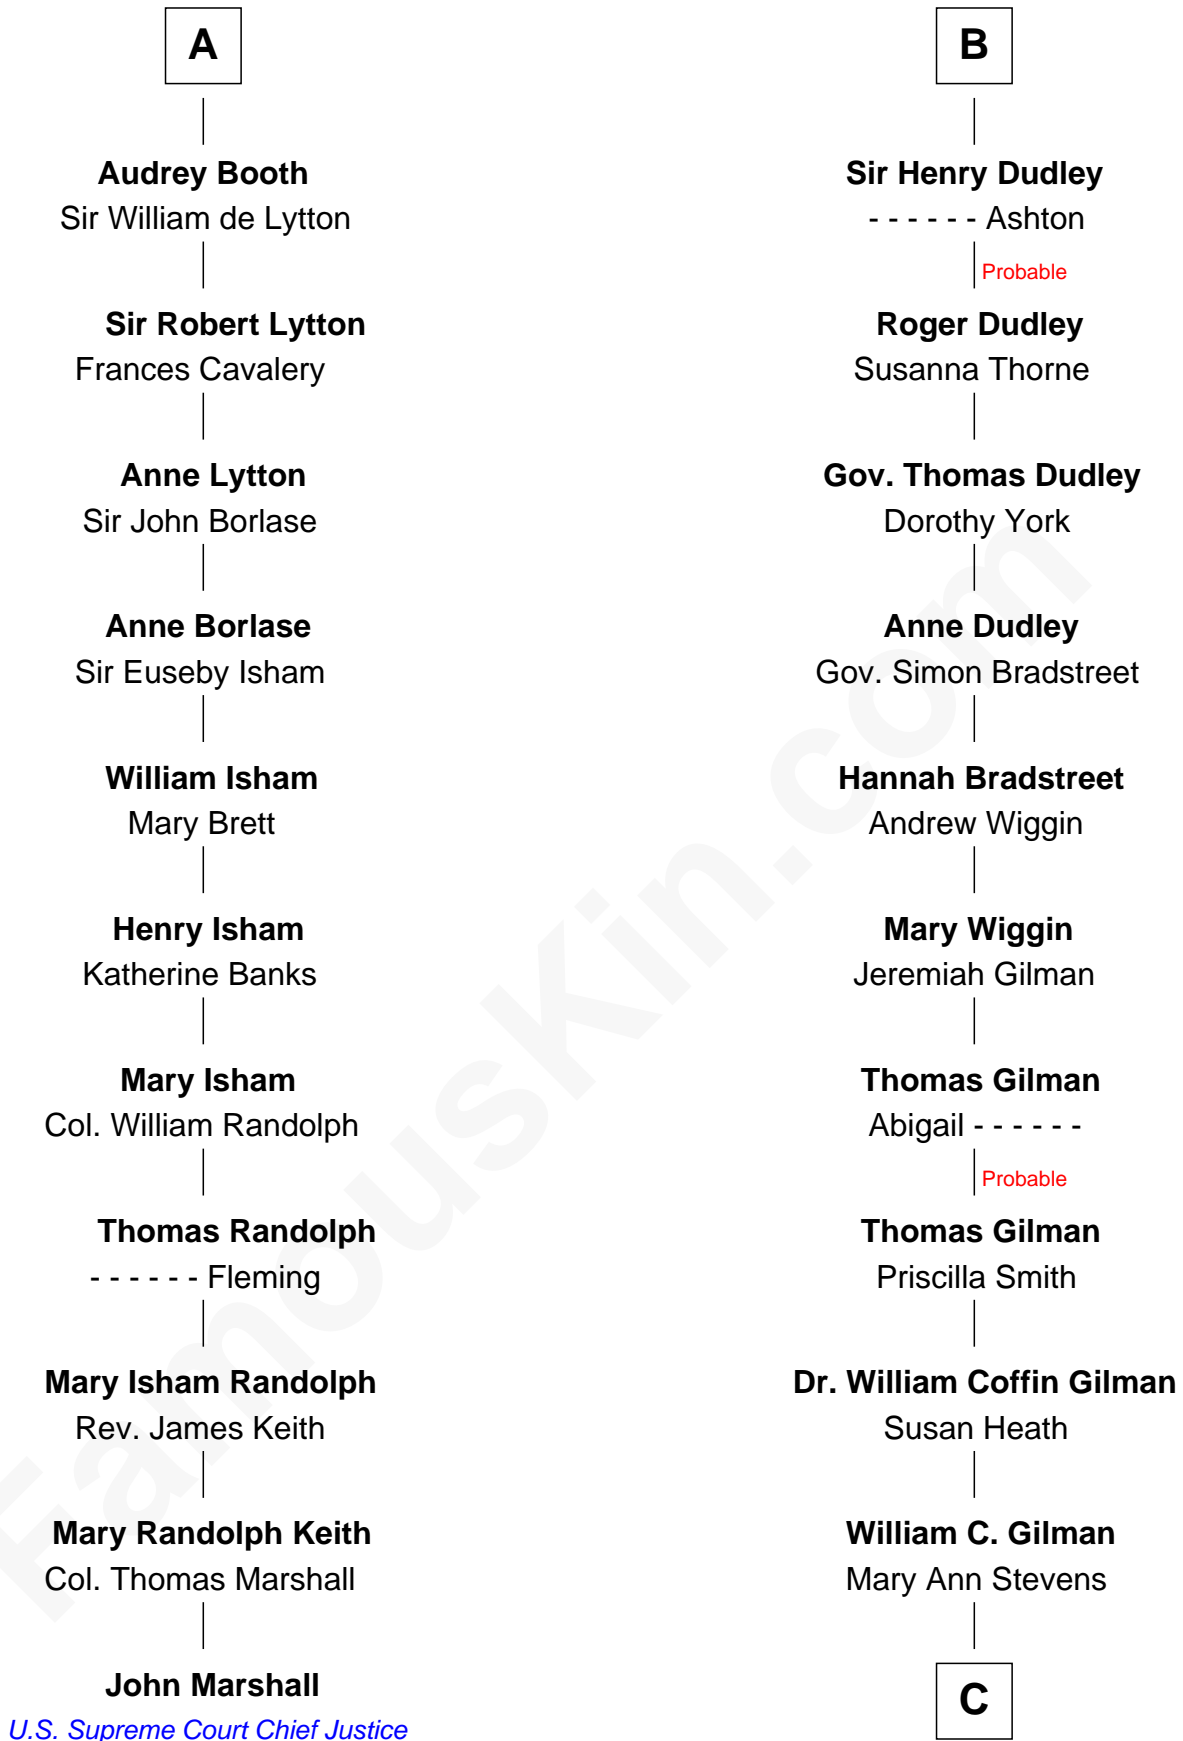 A
Audrey Booth
Sir William de Lytton
Sir Robert Lytton
Frances Cavalery
Anne Lytton
Sir John Borlase
Anne Borlase
Sir Euseby Isham
William Isham
Mary Brett
Henry Isham
Katherine Banks
Mary Isham
Col. William Randolph
Thomas Randolph
- - - - - - Fleming
Mary Isham Randolph
Rev. James Keith
Mary Randolph Keith
Col. Thomas Marshall
John Marshall
U.S. Supreme Court Chief Justice
B
Sir Henry Dudley
- - - - - - Ashton
Probable
Roger Dudley
Susanna Thorne
Gov. Thomas Dudley
Dorothy York
Anne Dudley
Gov. Simon Bradstreet
Hannah Bradstreet
Andrew Wiggin
Mary Wiggin
Jeremiah Gilman
Thomas Gilman
Abigail - - - - - -
Probable
Thomas Gilman
Priscilla Smith
Dr. William Coffin Gilman
Susan Heath
William C. Gilman
Mary Ann Stevens
C
FamousKin.com